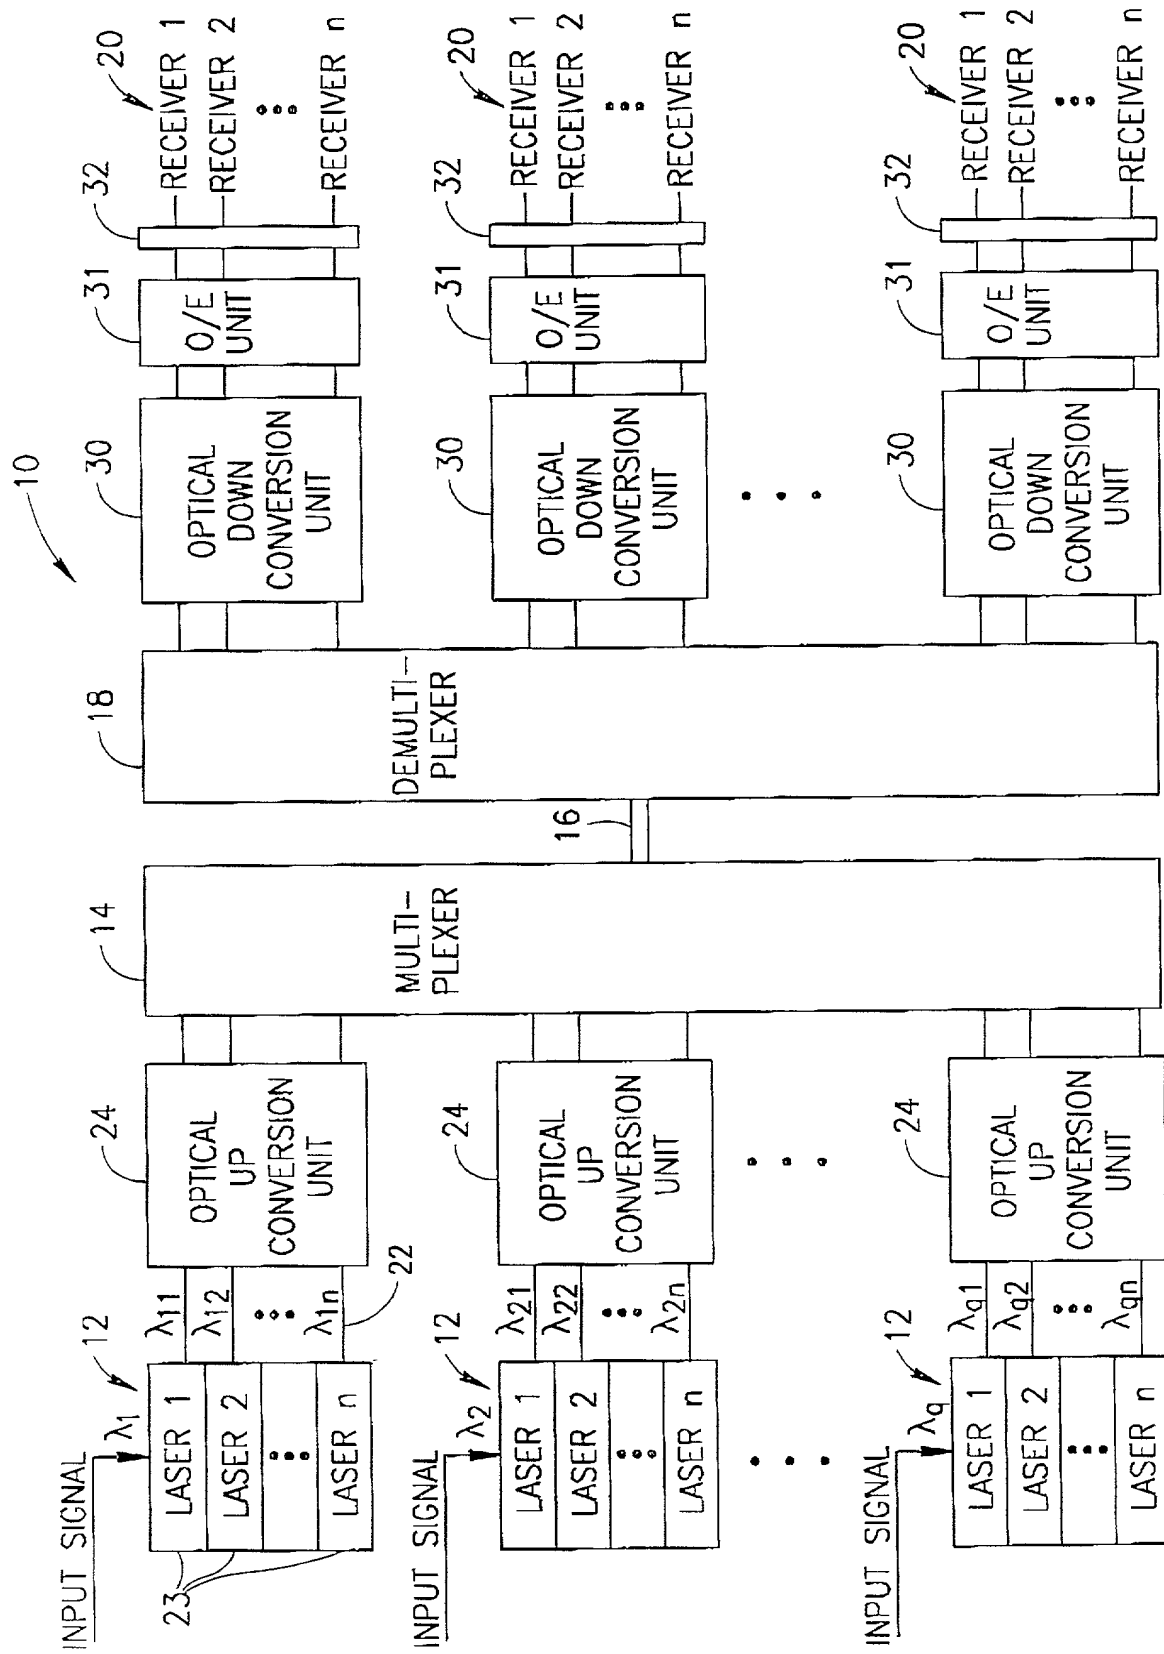 10
INPUT SIGNAL
λ1
12
LASER 1
LASER 2
LASER n
23
λ11
λ12
λ1n
22
24
OPTICAL
UP
CONVERSION
UNIT
INPUT SIGNAL
λ2
12
LASER 1
LASER 2
LASER n
λ21
λ22
λ2n
24
OPTICAL
UP
CONVERSION
UNIT
INPUT SIGNAL
λq
12
LASER 1
LASER 2
LASER n
λq1
λq2
λqn
24
OPTICAL
UP
CONVERSION
UNIT
14
MULTI-
PLEXER
16
18
DEMULTI-
PLEXER
30
OPTICAL
DOWN
CONVERSION
UNIT
31
O/E
UNIT
32
20
RECEIVER 1
RECEIVER 2
RECEIVER n
30
OPTICAL
DOWN
CONVERSION
UNIT
31
O/E
UNIT
32
20
RECEIVER 1
RECEIVER 2
RECEIVER n
30
OPTICAL
DOWN
CONVERSION
UNIT
31
O/E
UNIT
32
20
RECEIVER 1
RECEIVER 2
RECEIVER n